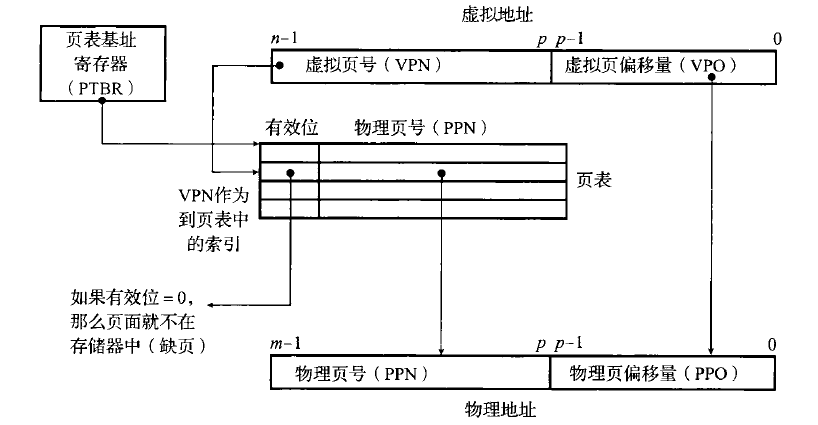 虚拟地址
页表基址
寄存器
（PTBR）
n–1 p p–1 0
虚拟页号（VPN） 虚拟页偏移量（VPO）
有效位 物理页号（PPN）
页表
VPN作为
到页表中
的索引
如果有效位=0，
那么页面就不在
存储器中（缺页）
m–1 p p–1 0
物理页号（PPN） 物理页偏移量（PPO）
物理地址